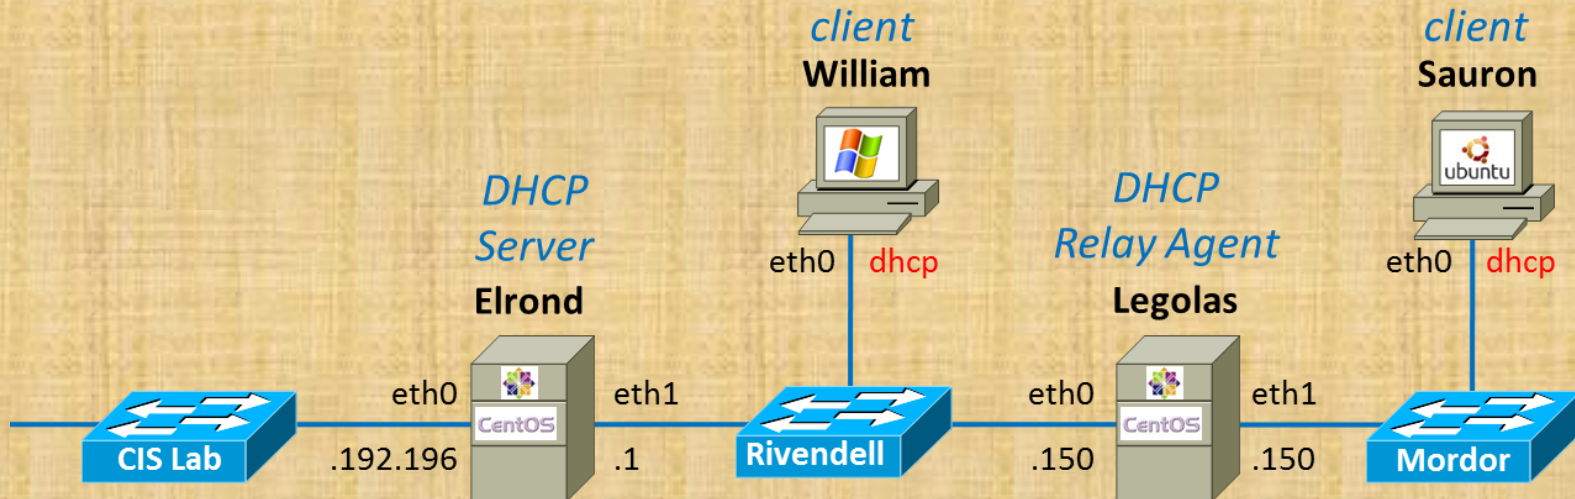 client
William
client
Sauron
ubuntu
DHCP
Server
Elrond
eth0 dhcp
DHCP
Relay Agent
Legolas
eth0 dhcp
eth0
CentOS
eth1
eth0
CentOS
eth1
CIS Lab
.192.196
.1
Rivendell
.150
.150
Mordor